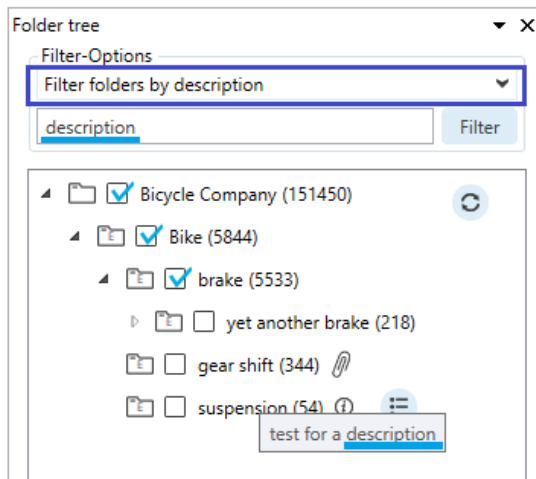 Folder tree
Filter-Options
Filter folders by description
description
Filter
Bicycle Company (151450)
Bike (5844)
brake (5533)
yet another brake (218)
gear shift (344)
suspension (54)
test for a description